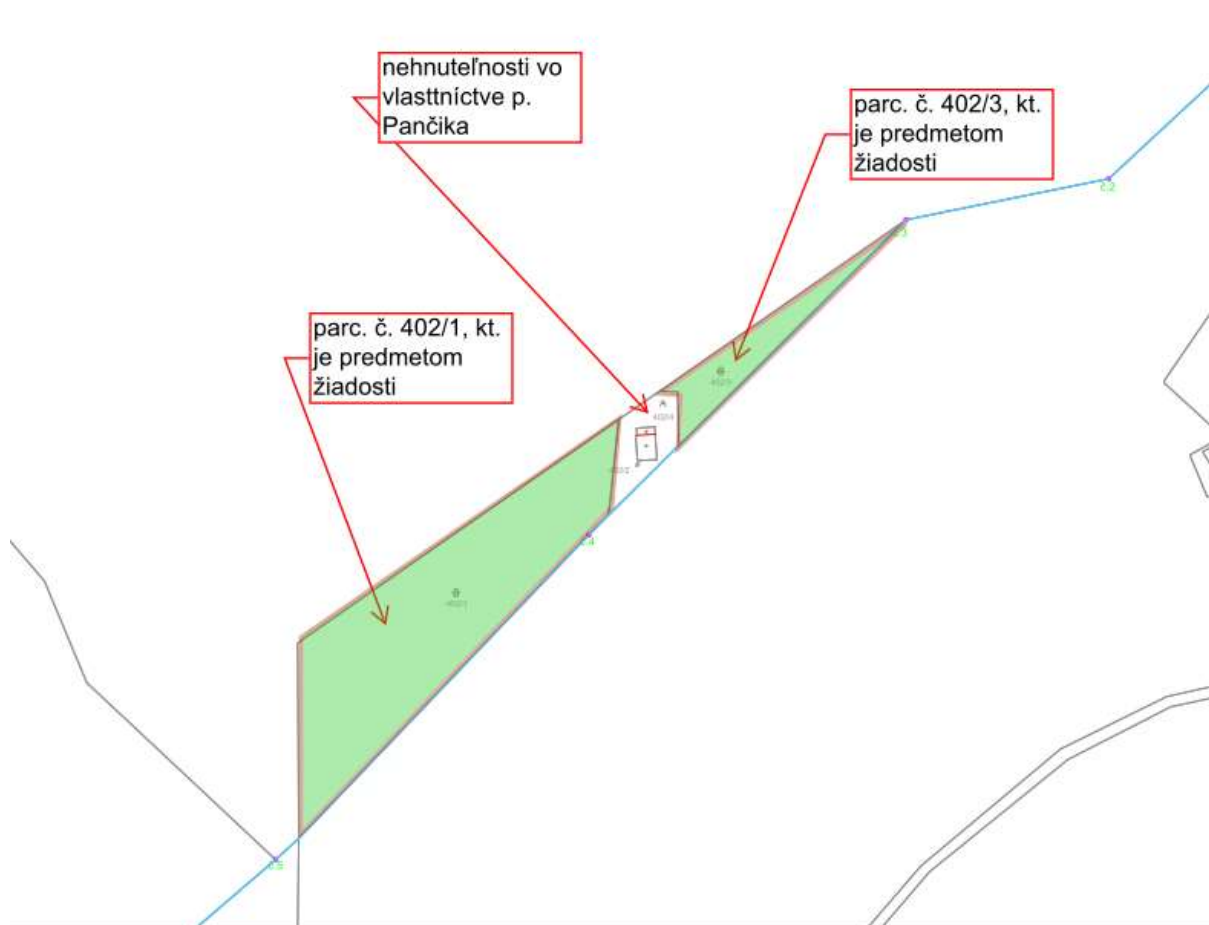 nehnuteľnosti vo
vlasttníctve p.
Pančika
parc. č. 402/3, kt.
je predmetom
žiadosti
parc. č. 402/1, kt.
je predmetom
žiadosti